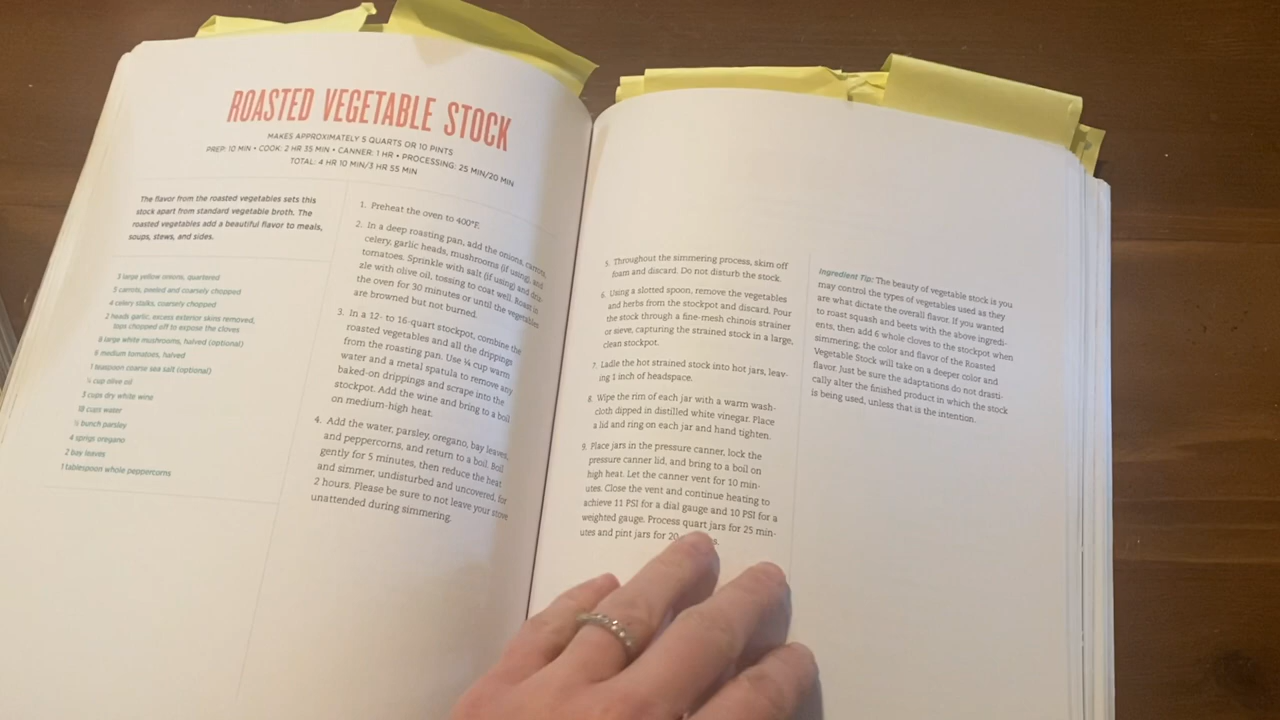 ROASTED VEGETABLE STOCK
MAKES APPROXIMATELY 5 QUARTS OR 10 PINTS
PREP: 10 MIN • COOK: 2 HR 35 MIN • CANNER: 1 HR • PROCESSING: 25 MIN/20 MIN
TOTAL: 4 HR 10 MIN/3 HR 55 MIN
The flavor from the roasted vegetables sets this
stock apart from standard vegetable broth. The
roasted vegetables add a beautiful flavor to meals,
soups, stews, and sides.
3 large yellow onions, quartered
5 carrots, peeled and coarsely chopped
4 celery stalks, coarsely chopped
2 heads garlic, excess exterior skins removed,
tops chopped off to expose the cloves
8 large white mushrooms, halved (optional)
medium tomatoes, halved
1 teaspoon coarse sea salt (optional)
cup olive oil
3 cups dry white wine
18 cups water
bunch parsley
4 sprigs oregano
2 bay leaves
1 tablespoon whole peppercorns
1. Preheat the oven to 400°F.
2. In a deep roasting pan, add the onions, carrots,
celery, garlic heads, mushrooms (if using), and
tomatoes. Sprinkle with salt (if using) and driz-
zle with olive oil, tossing to coat well. Roast in
the oven for 30 minutes or until the vegetables
are browned but not burned.
3. In a 12- to 16-quart stockpot, combine the
roasted vegetables and all the drippings
from the roasting pan. Use ¼ cup warm
water and a metal spatula to remove any
baked-on drippings and scrape into the
stockpot. Add the wine and bring to a boil
on medium-high heat.
4. Add the water, parsley, oregano, bay leaves,
and peppercorns, and return to a boil. Boil
gently for 5 minutes, then reduce the heat
and simmer, undisturbed and uncovered, for
2 hours. Please be sure to not leave your stove
unattended during simmering.
5. Throughout the simmering process, skim off
foam and discard. Do not disturb the stock.
6. Using a slotted spoon, remove the vegetables
and herbs from the stockpot and discard. Pour
the stock through a fine-mesh chinois strainer
or sieve, capturing the strained stock in a large,
clean stockpot.
7. Ladle the hot strained stock into hot jars, leav-
ing 1 inch of headspace.
8. Wipe the rim of each jar with a warm wash-
cloth dipped in distilled white vinegar. Place
a lid and ring on each jar and hand tighten.
9. Place jars in the pressure canner, lock the
pressure canner lid, and bring to a boil on
high heat. Let the canner vent for 10 min-
utes. Close the vent and continue heating to
achieve 11 PSI for a dial gauge and 10 PSI for a
weighted gauge. Process quart jars for 25 min-
utes and pint jars for 20
Ingredient Tip: The beauty of vegetable stock is you
may control the types of vegetables used as they
are what dictate the overall flavor. If you wanted
to roast squash and beets with the above ingredi-
ents, then add 6 whole cloves to the stockpot when
simmering; the color and flavor of the Roasted
Vegetable Stock will take on a deeper color and
flavor. Just be sure the adaptations do not drasti-
cally alter the finished product in which the stock
is being used, unless that is the intention.